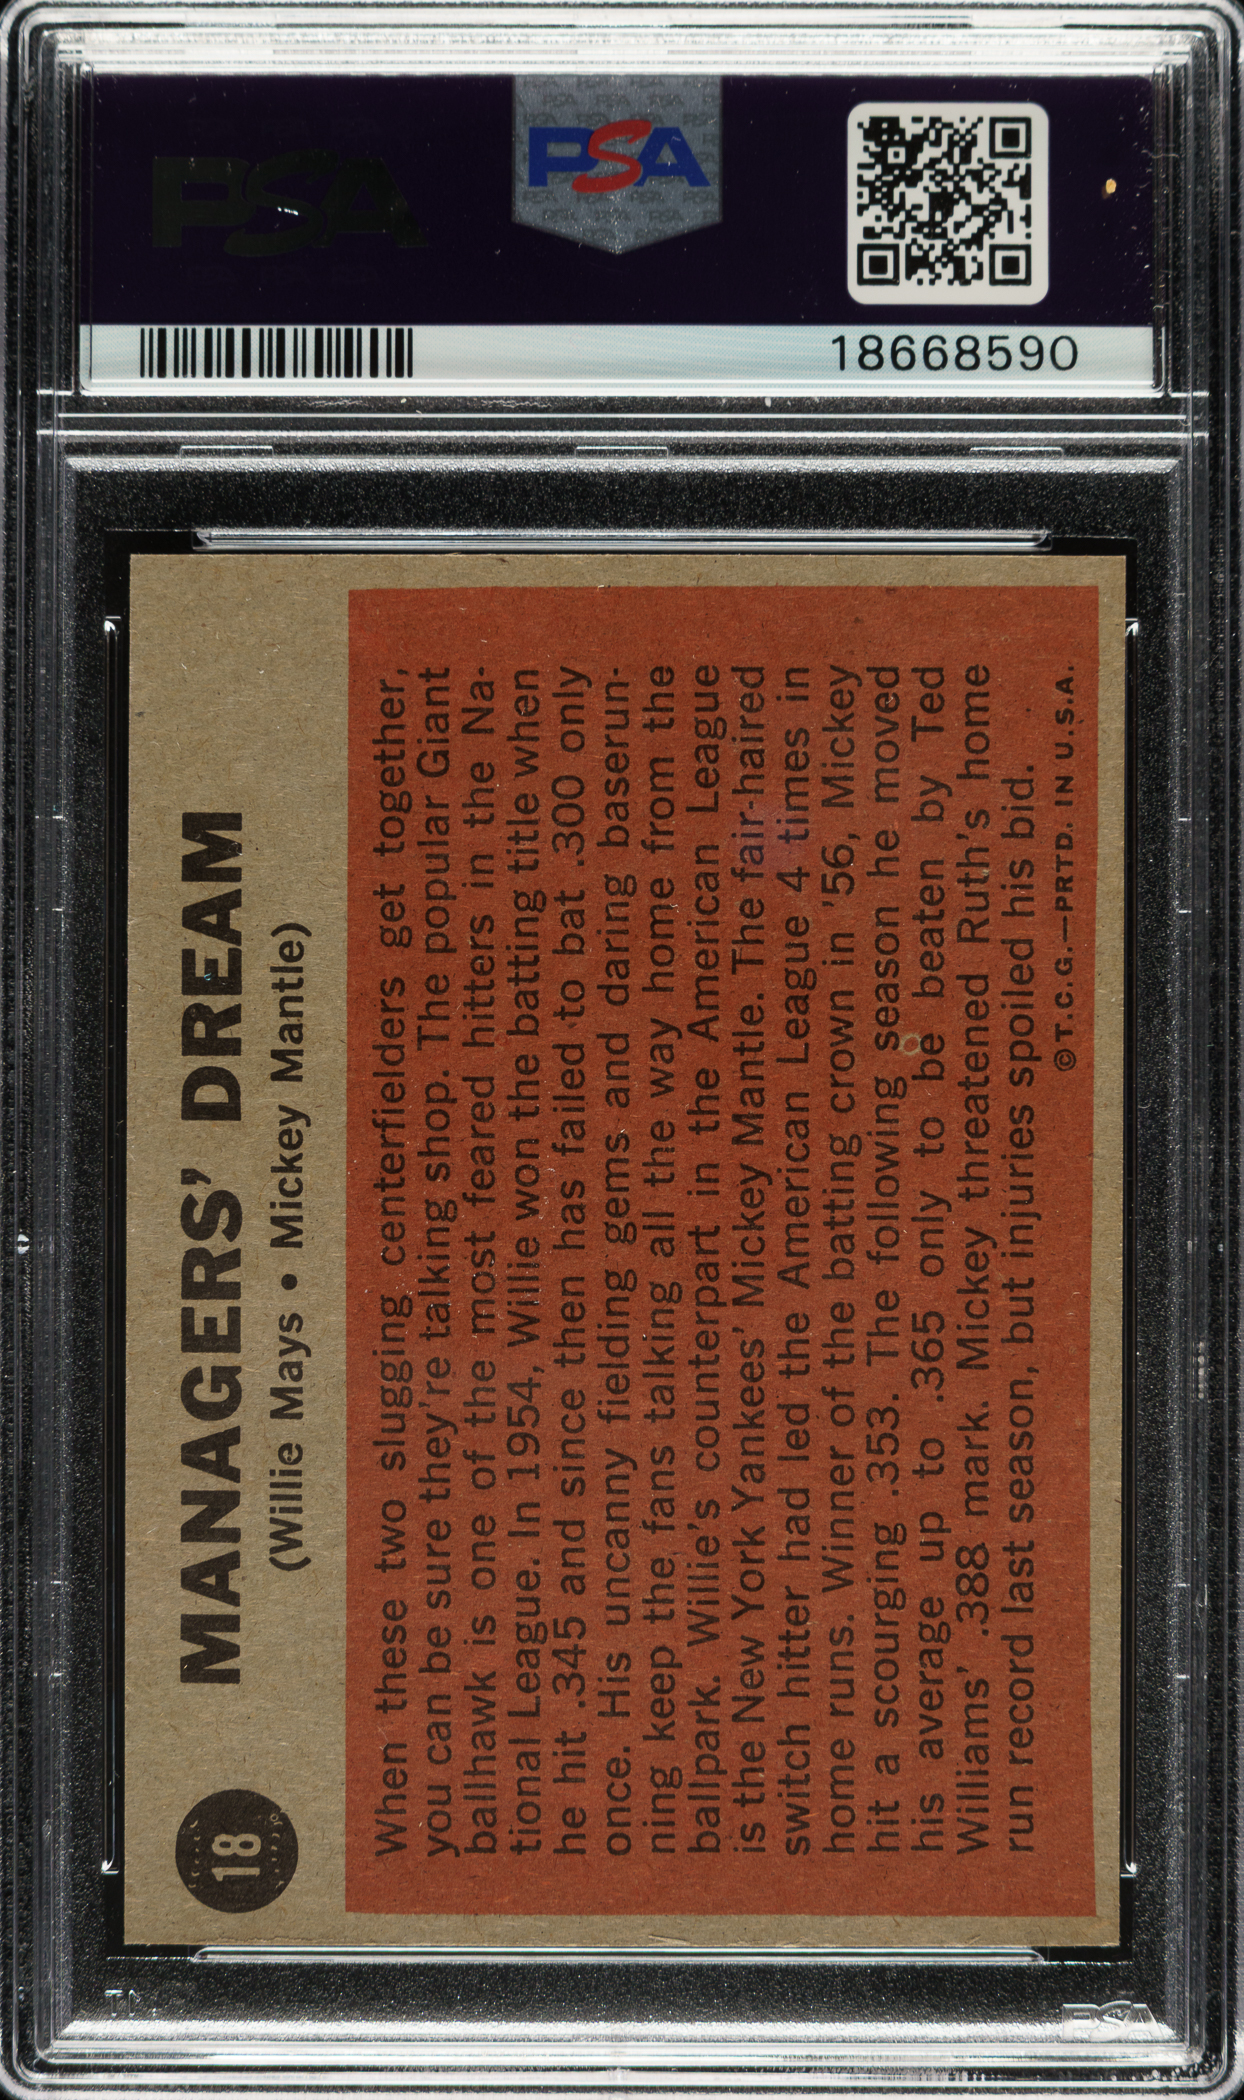 PSA
PSA
18668590
18
MANAGERS' DREAM
(Willie Mays • Mickey Mantle)
When these two slugging centerfielders get together,
you can be sure they're talking shop. The popular Giant
ballhawk is one of the most feared hitters in the Na-
tional League. In 1954, Willie won the batting title when
he hit .345 and since then has failed to bat .300 only
once. His uncanny fielding gems and daring baserun-
ning keep the fans talking all the way home from the
ballpark. Willie's counterpart in the American League
is the New York Yankees' Mickey Mantle. The fair-haired
switch hitter had led the American League 4 times in
home runs. Winner of the batting crown in '56, Mickey
hit a scourging .353. The following season he moved
his average up to .365 only to be beaten by Ted
Williams' .388 mark. Mickey threatened Ruth's home
run record last season, but injuries spoiled his bid.
©T.C.G.—PRTD. IN U.S.A.
PSA